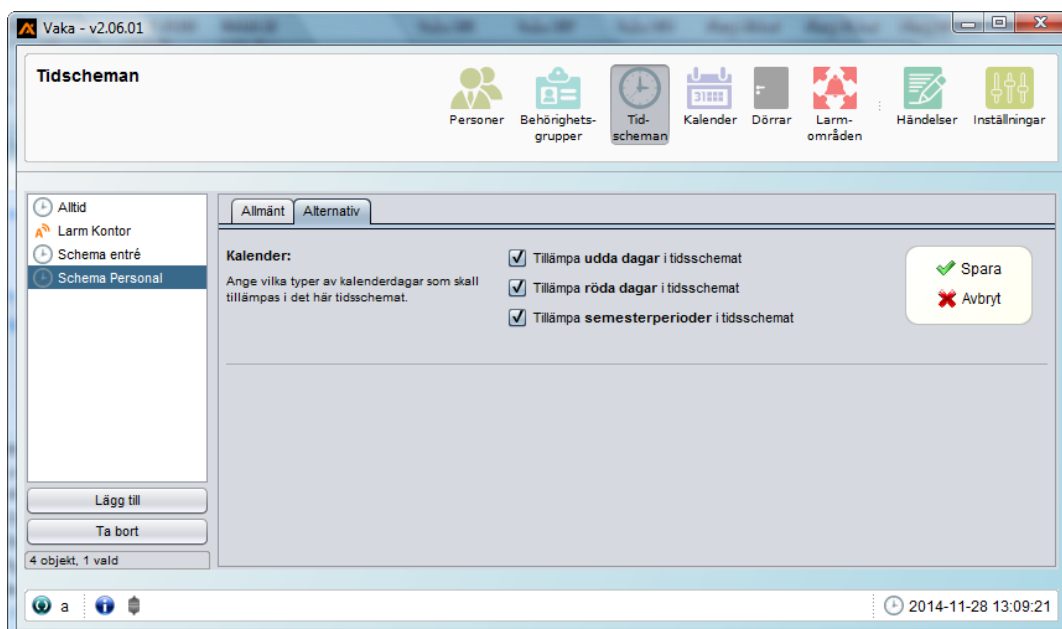 Vaka - v2.06.01
Tidscheman
Personer
Behörighets-
grupper
Tid-
scheman
Kalender
Dörrar
Larm-
områden
Händelser
Inställningar
Alltid
Larm Kontor
Schema entré
Schema Personal
Lägg till
Ta bort
4 objekt, 1 vald
Allmänt
Alternativ
Kalender:
Ange vilka typer av kalenderdagar som skall
tillämpas i det här tidsschemat.
Tillämpa udda dagar i tidsschemat
Tillämpa röda dagar i tidsschemat
Tillämpa semesterperioder i tidsschemat
Spara
Avbryt
a
2014-11-28 13:09:21